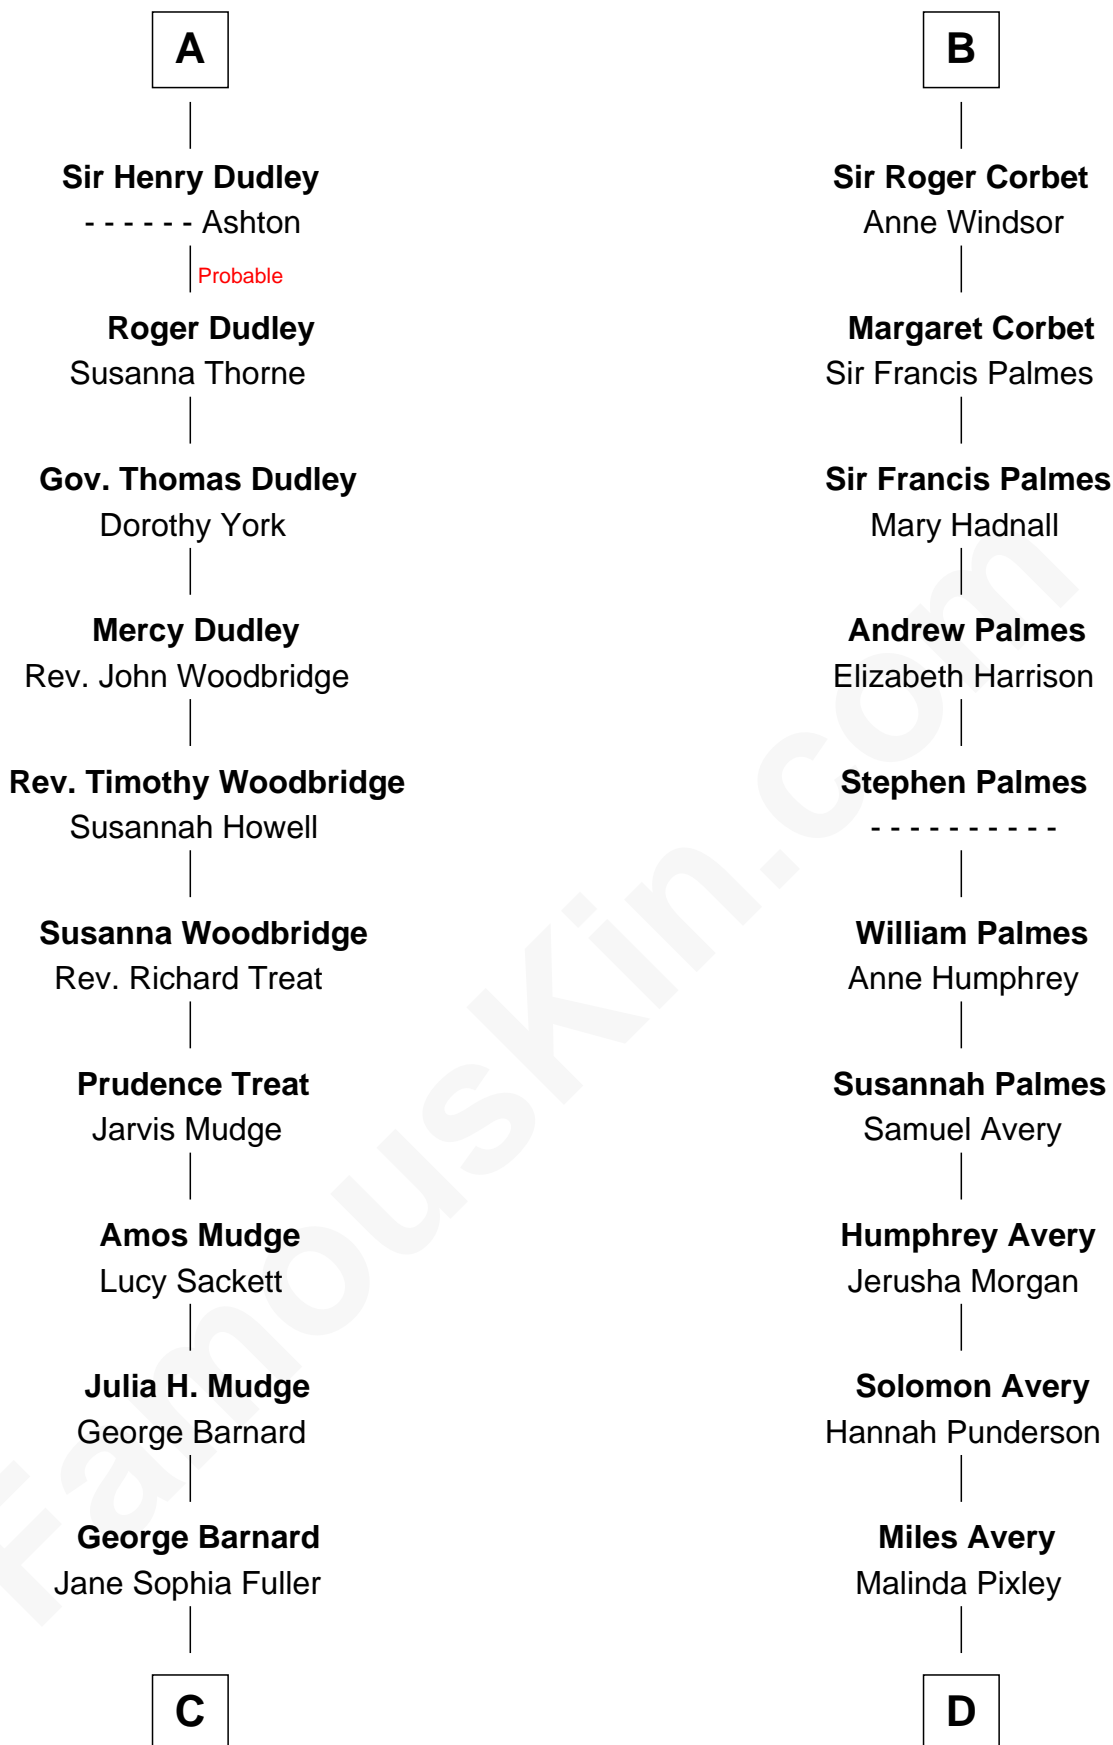 A
Sir Henry Dudley
- - - - - - Ashton
Probable
Roger Dudley
Susanna Thorne
Gov. Thomas Dudley
Dorothy York
Mercy Dudley
Rev. John Woodbridge
Rev. Timothy Woodbridge
Susannah Howell
Susanna Woodbridge
Rev. Richard Treat
Prudence Treat
Jarvis Mudge
Amos Mudge
Lucy Sackett
Julia H. Mudge
George Barnard
George Barnard
Jane Sophia Fuller
C
B
Sir Roger Corbet
Anne Windsor
Margaret Corbet
Sir Francis Palmes
Sir Francis Palmes
Mary Hadnall
Andrew Palmes
Elizabeth Harrison
Stephen Palmes
- - - - - - - - - -
William Palmes
Anne Humphrey
Susannah Palmes
Samuel Avery
Humphrey Avery
Jerusha Morgan
Solomon Avery
Hannah Punderson
Miles Avery
Malinda Pixley
D
FamousKin.com